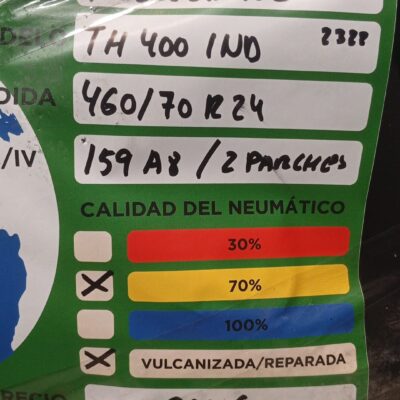 TH 400 IND 2388
DIDA 460/70 R24
/IV 159 A8 / 2 PARCHES
CALIDAD DEL NEUMÁTICO
30%
X 70%
100%
X VULCANIZADA/REPARADA
RECIO